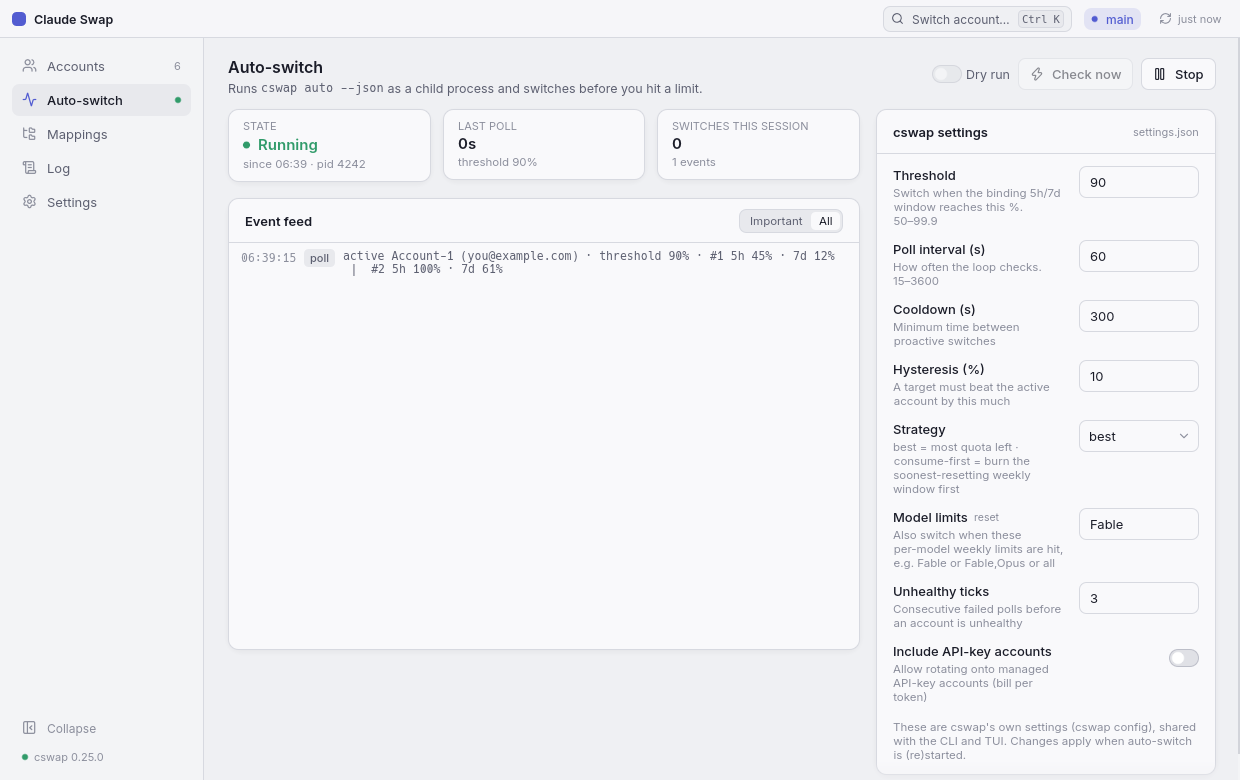 Claude Swap
Switch account... Ctrl K
main
just now
Accounts 6
Auto-switch
Mappings
Log
Settings
Collapse
cswap 0.25.0
Auto-switch
Runs cswap auto --json as a child process and switches before you hit a limit.
Dry run
Check now
Stop
STATE
Running
since 06:39 · pid 4242
LAST POLL
0s
threshold 90%
SWITCHES THIS SESSION
0
1 events
Event feed
Important All
06:39:15 poll active Account-1 (you@example.com) · threshold 90% · #1 5h 45% · 7d 12%
| #2 5h 100% · 7d 61%
cswap settings
settings.json
Threshold
Switch when the binding 5h/7d
window reaches this %.
50–99.9
90
Poll interval (s)
How often the loop checks.
15–3600
60
Cooldown (s)
Minimum time between
proactive switches
300
Hysteresis (%)
A target must beat the active
account by this much
10
Strategy
best = most quota left ·
consume-first = burn the
soonest-resetting weekly
window first
best
Model limits reset
Also switch when these
per-model weekly limits are hit,
e.g. Fable or Fable,Opus or all
Fable
Unhealthy ticks
Consecutive failed polls before
an account is unhealthy
3
Include API-key accounts
Allow rotating onto managed
API-key accounts (bill per
token)
These are cswap's own settings (cswap config), shared
with the CLI and TUI. Changes apply when auto-switch
is (re)started.